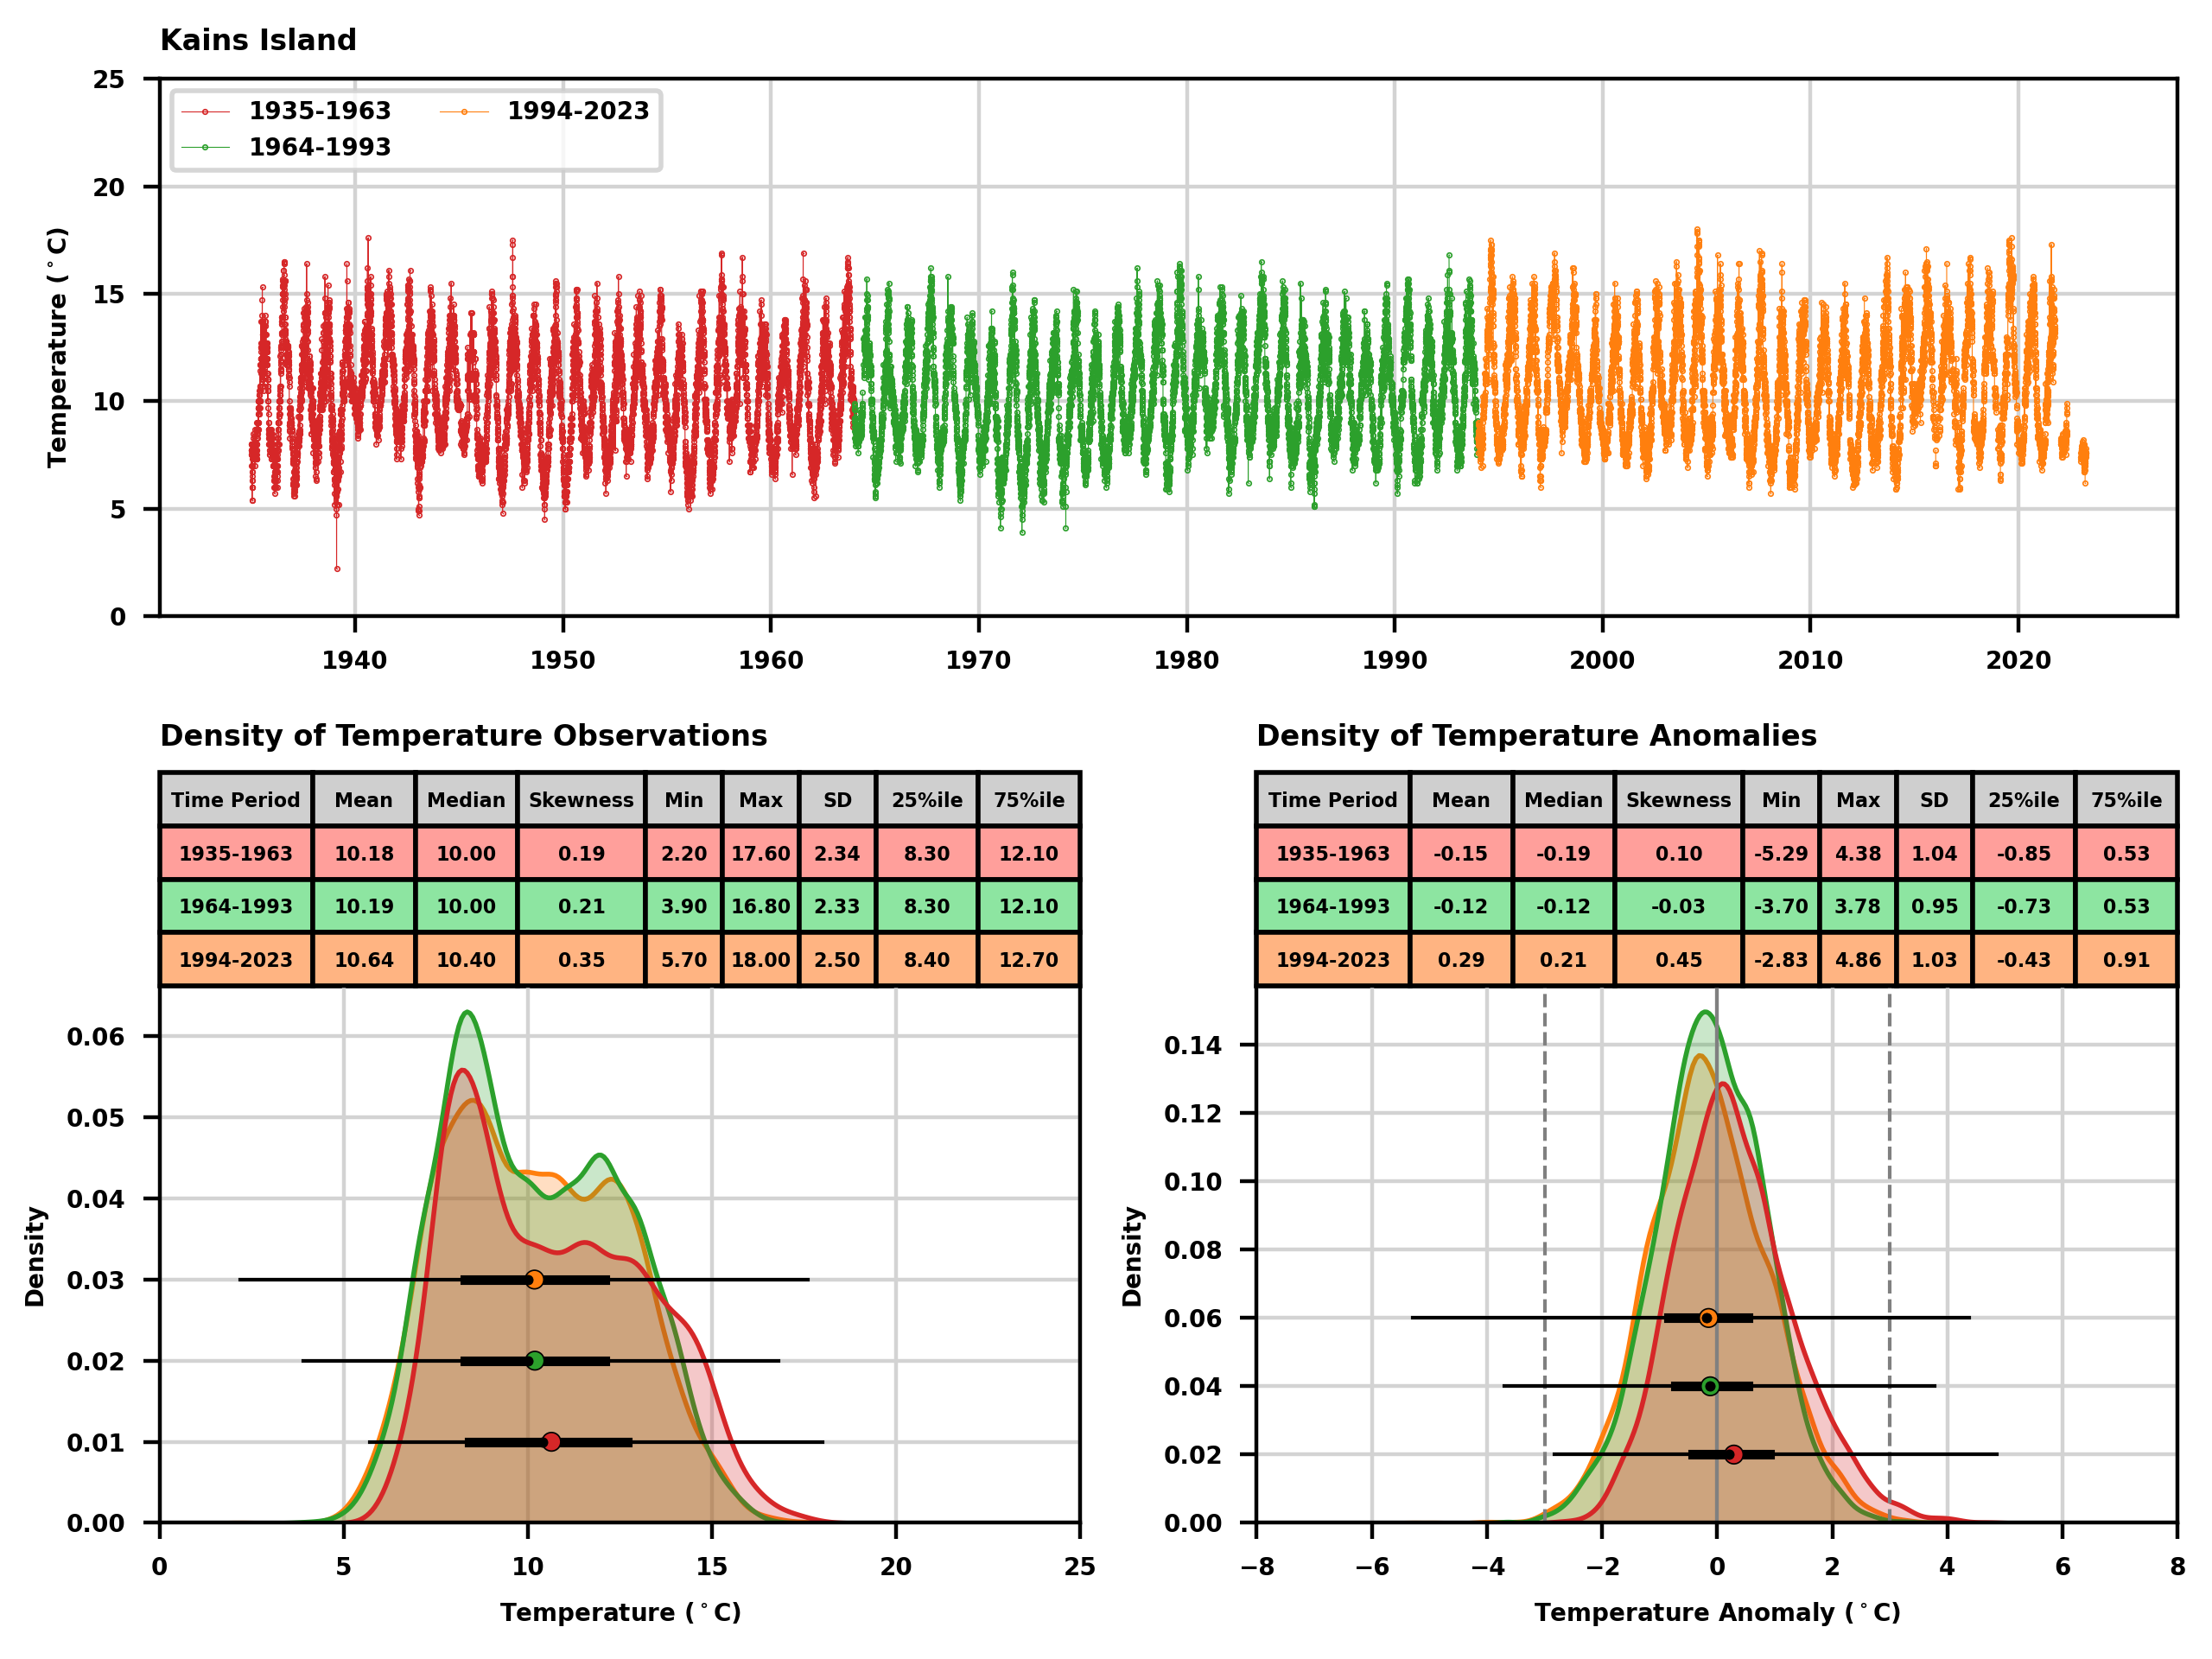 Kains Island
25
20
15
10
5
0
Temperature (°C)
1935-1963
1964-1993
1994-2023
1940 1950 1960 1970 1980 1990 2000 2010 2020
Density of Temperature Observations
Time Period Mean Median Skewness Min Max SD 25%ile 75%ile
1935-1963 10.18 10.00 0.19 2.20 17.60 2.34 8.30 12.10
1964-1993 10.19 10.00 0.21 3.90 16.80 2.33 8.30 12.10
1994-2023 10.64 10.40 0.35 5.70 18.00 2.50 8.40 12.70
0.06
0.05
0.04
0.03
0.02
0.01
0.00
Density
0 5 10 15 20 25
Temperature (°C)
Density of Temperature Anomalies
Time Period Mean Median Skewness Min Max SD 25%ile 75%ile
1935-1963 -0.15 -0.19 0.10 -5.29 4.38 1.04 -0.85 0.53
1964-1993 -0.12 -0.12 -0.03 -3.70 3.78 0.95 -0.73 0.53
1994-2023 0.29 0.21 0.45 -2.83 4.86 1.03 -0.43 0.91
0.14
0.12
0.10
0.08
0.06
0.04
0.02
0.00
Density
−8 −6 −4 −2 0 2 4 6 8
Temperature Anomaly (°C)